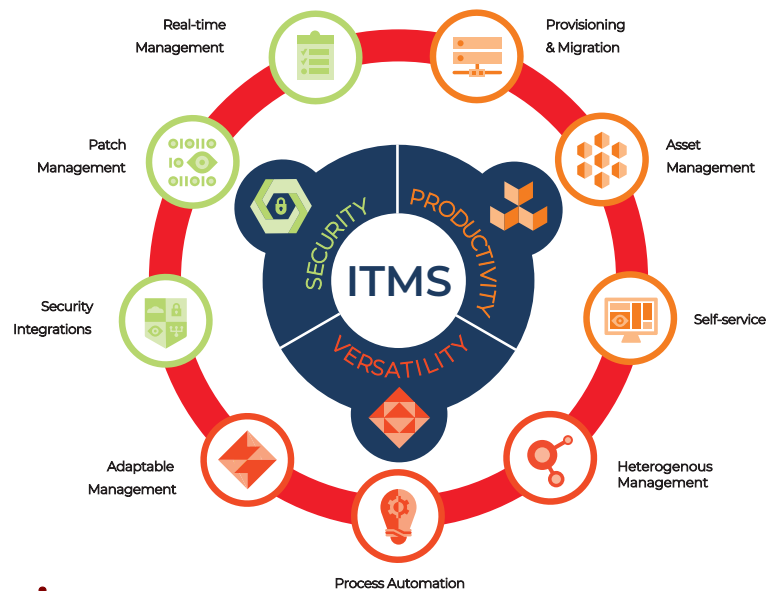 Real-time
Management
Provisioning
& Migration
Patch
Management
Asset
Management
SECURITY
PRODUCTIVITY
ITMS
VERSATILITY
Security
Integrations
Self-service
Adaptable
Management
Heterogenous
Management
Process Automation